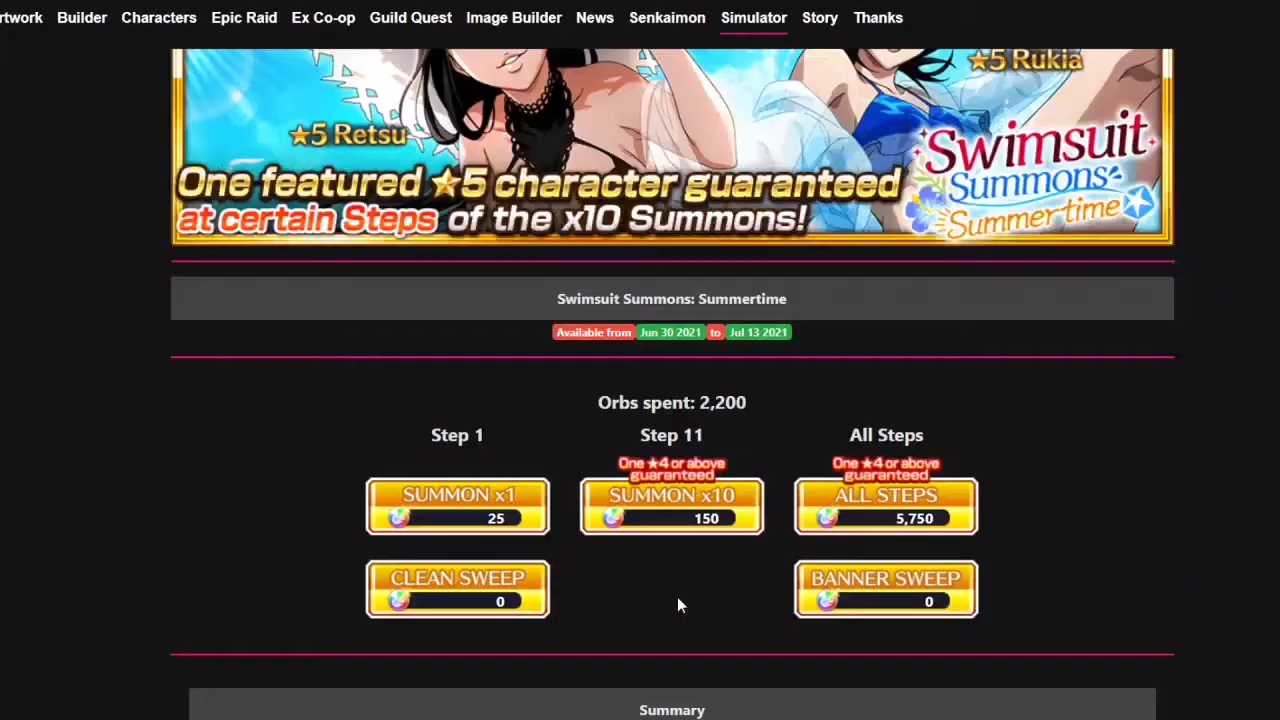 rtwork Builder Characters Epic Raid Ex Co-op Guild Quest Image Builder News Senkaimon Simulator Story Thanks
★5 Rukia
★5 Retsu
Swimsuit
Summons
Summertime
One featured ★5 character guaranteed
at certain Steps of the x10 Summons!
Swimsuit Summons: Summertime
Available from Jun 30 2021 to Jul 13 2021
Orbs spent: 2,200
Step 1 Step 11 All Steps
One ★4 or above guaranteed
One ★4 or above guaranteed
SUMMON x1 SUMMON x10 ALL STEPS
25 150 5,750
CLEAN SWEEP BANNER SWEEP
0 0
Summary